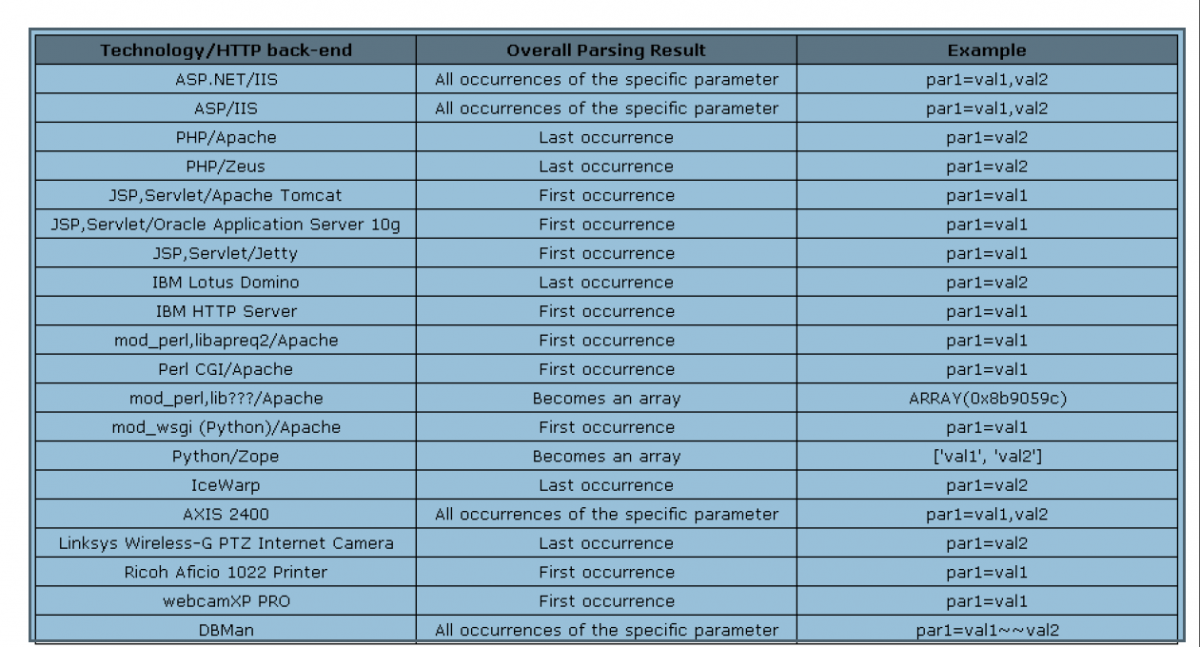 Technology/HTTP back-end Overall Parsing Result Example
ASP.NET/IIS All occurrences of the specific parameter par1=val1,val2
ASP/IIS All occurrences of the specific parameter par1=val1,val2
PHP/Apache Last occurrence par1=val2
PHP/Zeus Last occurrence par1=val2
JSP,Servlet/Apache Tomcat First occurrence par1=val1
JSP,Servlet/Oracle Application Server 10g First occurrence par1=val1
JSP,Servlet/Jetty First occurrence par1=val1
IBM Lotus Domino Last occurrence par1=val2
IBM HTTP Server First occurrence par1=val1
mod_perl,libapreq2/Apache First occurrence par1=val1
Perl CGI/Apache First occurrence par1=val1
mod_perl,lib???/Apache Becomes an array ARRAY(0x8b9059c)
mod_wsgi (Python)/Apache First occurrence par1=val1
Python/Zope Becomes an array ['val1', 'val2']
IceWarp Last occurrence par1=val2
AXIS 2400 All occurrences of the specific parameter par1=val1,val2
Linksys Wireless-G PTZ Internet Camera Last occurrence par1=val2
Ricoh Aficio 1022 Printer First occurrence par1=val1
webcamXP PRO First occurrence par1=val1
DBMan All occurrences of the specific parameter par1=val1~~val2